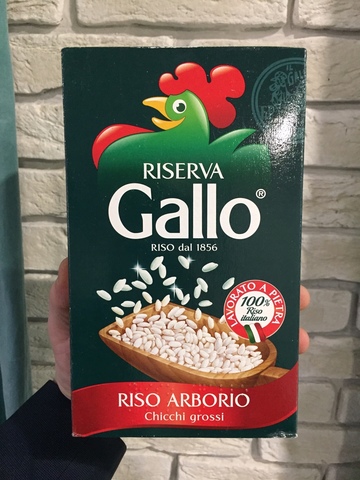 RISERVA
Gallo®
RISO dal 1856
LAVORATO A PIETRA
100%
Riso
italiano
RISO ARBORIO
Chicchi grossi